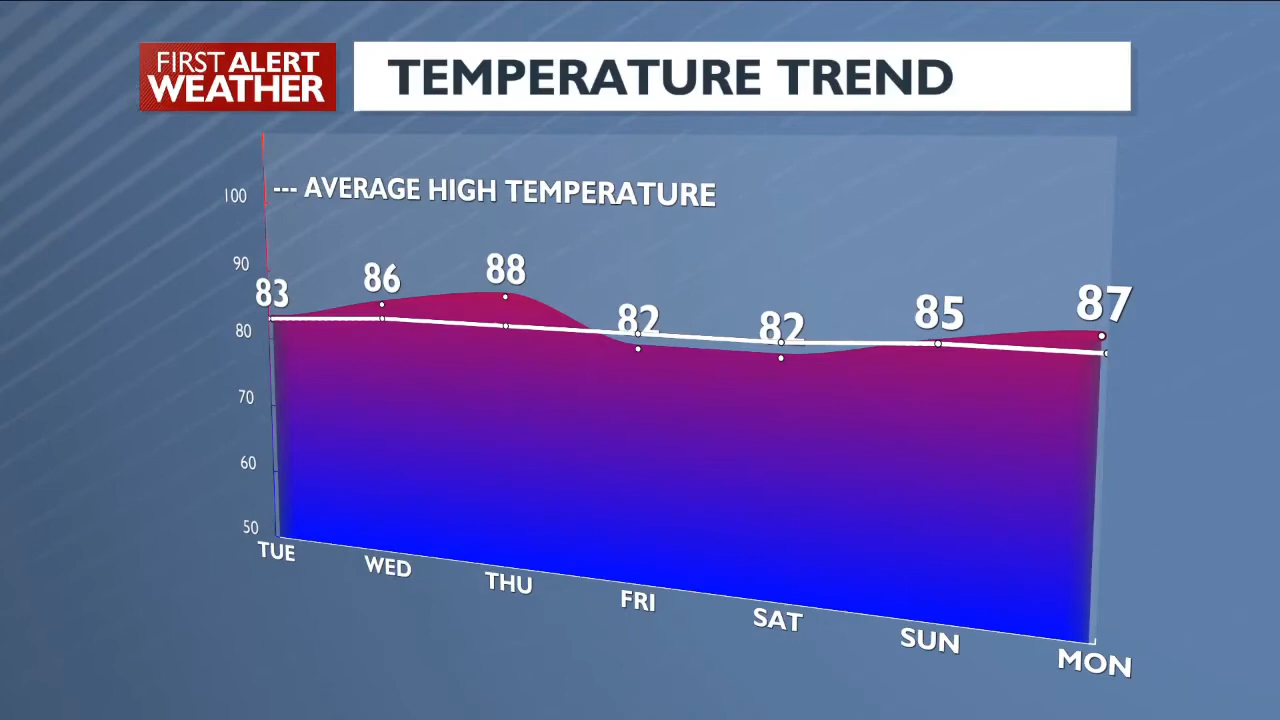 FIRST ALERT
WEATHER
TEMPERATURE TREND
--- AVERAGE HIGH TEMPERATURE
100
90
80
70
60
50
83
86
88
82
82
85
87
TUE
WED
THU
FRI
SAT
SUN
MON